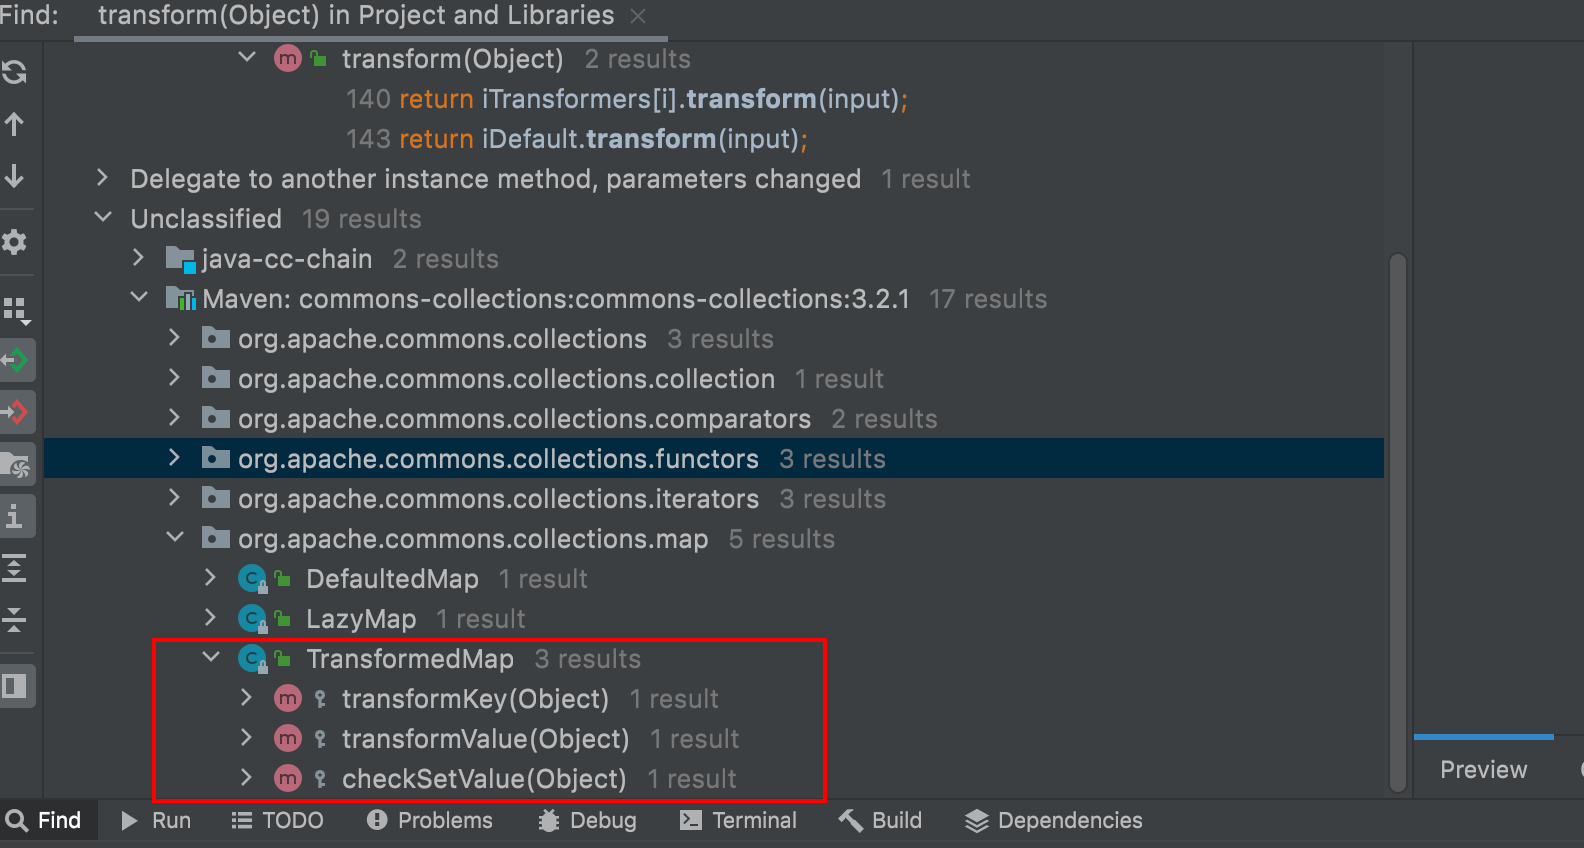 Find: transform(Object) in Project and Libraries
transform(Object) 2 results
140 return iTransformers[i].transform(input);
143 return iDefault.transform(input);
Delegate to another instance method, parameters changed 1 result
Unclassified 19 results
java-cc-chain 2 results
Maven: commons-collections:commons-collections:3.2.1 17 results
org.apache.commons.collections 3 results
org.apache.commons.collections.collection 1 result
org.apache.commons.collections.comparators 2 results
org.apache.commons.collections.functors 3 results
org.apache.commons.collections.iterators 3 results
org.apache.commons.collections.map 5 results
DefaultedMap 1 result
LazyMap 1 result
TransformedMap 3 results
transformKey(Object) 1 result
transformValue(Object) 1 result
checkSetValue(Object) 1 result
Preview
Find Run TODO Problems Debug Terminal Build Dependencies